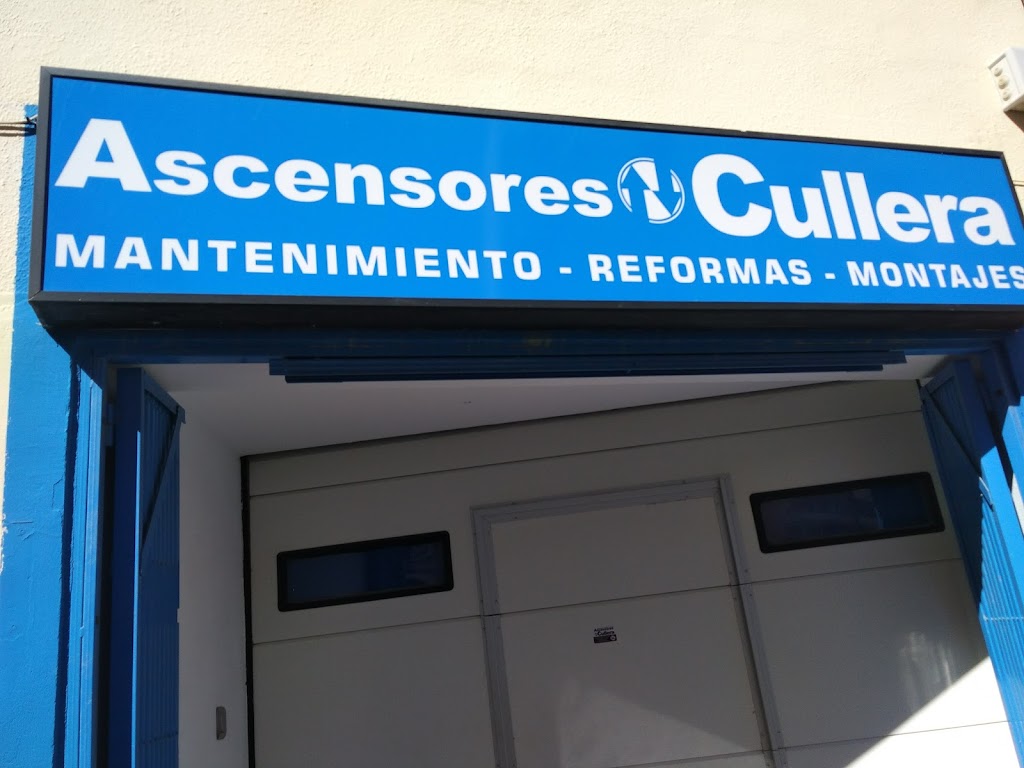 Ascensores Cullera
MANTENIMIENTO - REFORMAS - MONTAJES